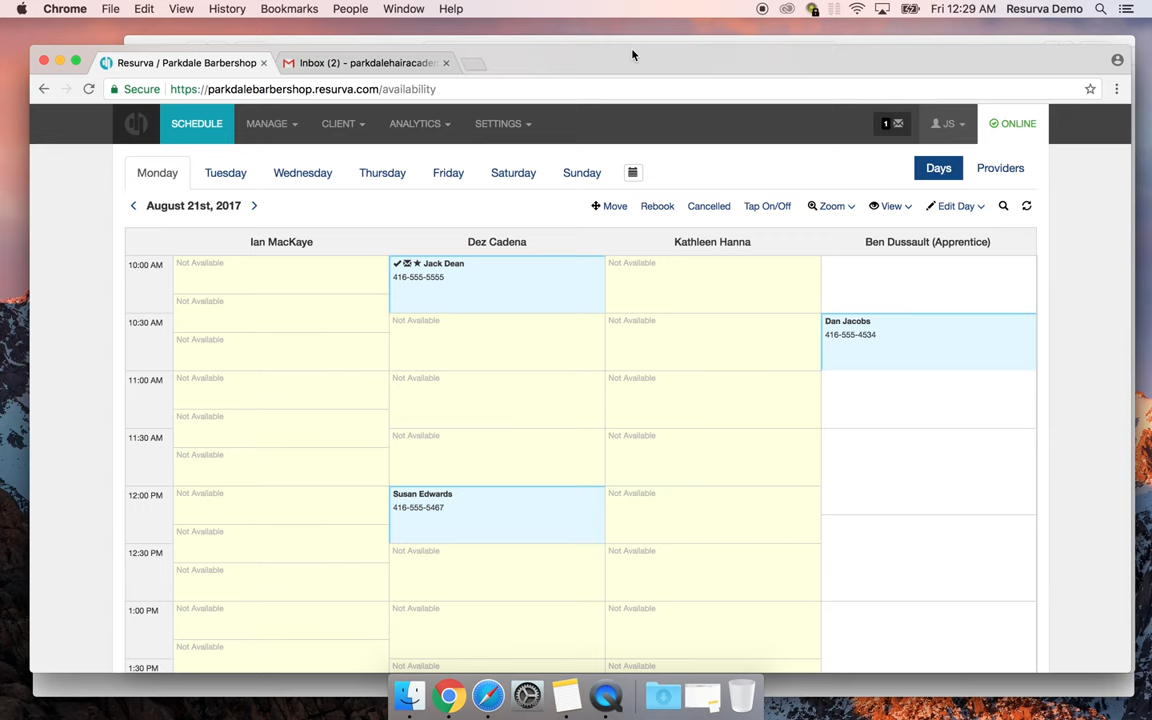 Chrome File Edit View History Bookmarks People Window Help Fri 12:29 AM Resurva Demo
Resurva / Parkdale Barbershop × Inbox (2) - parkdalehairacadem ×
Secure https://parkdalebarbershop.resurva.com/availability
SCHEDULE MANAGE CLIENT ANALYTICS SETTINGS 1 JS ONLINE
Monday Tuesday Wednesday Thursday Friday Saturday Sunday Days Providers
August 21st, 2017 Move Rebook Cancelled Tap On/Off Zoom View Edit Day
Ian MacKaye Dez Cadena Kathleen Hanna Ben Dussault (Apprentice)
10:00 AM Not Available Jack Dean Not Available
416-555-5555
Not Available
10:30 AM Not Available Not Available Dan Jacobs
416-555-4534
Not Available
11:00 AM Not Available Not Available Not Available
Not Available
11:30 AM Not Available Not Available
Not Available
12:00 PM Not Available Susan Edwards Not Available
416-555-5467
Not Available
12:30 PM Not Available Not Available
Not Available
1:00 PM Not Available Not Available Not Available
Not Available
1:30 PM Not Available Not Available